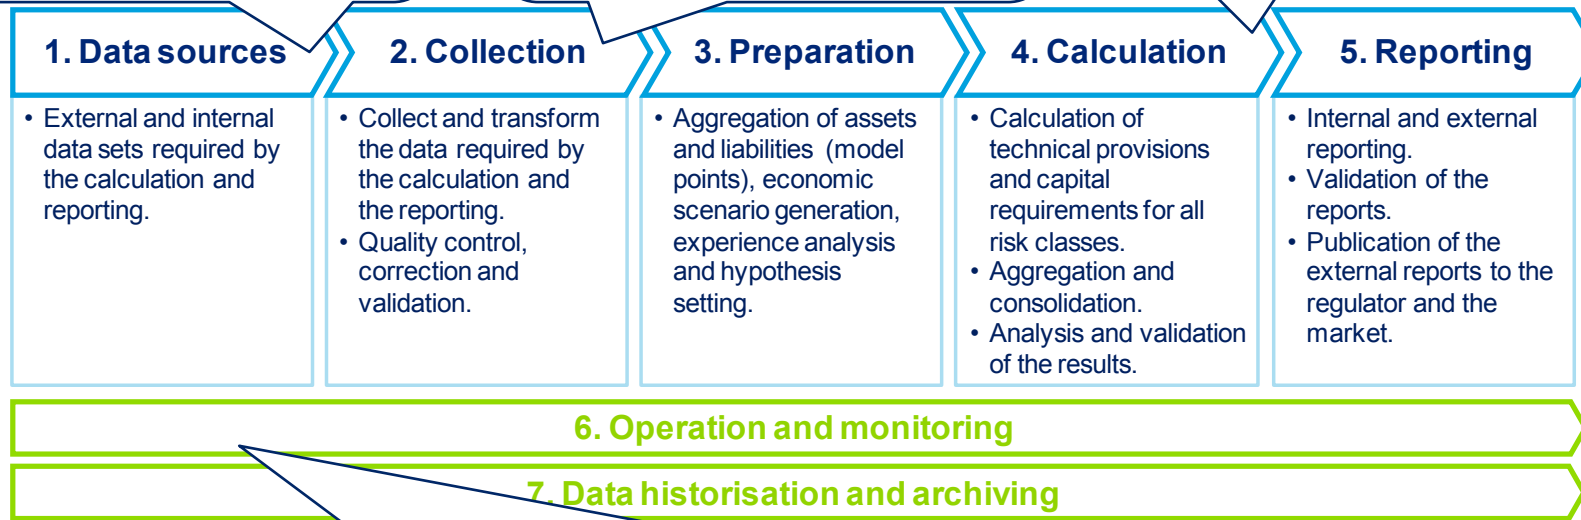 1. Data sources
2. Collection
3. Preparation
4. Calculation
5. Reporting
• External and internal
data sets required by
the calculation and
reporting.
• Collect and transform
the data required by
the calculation and
the reporting.
• Quality control,
correction and
validation.
• Aggregation of assets
and liabilities (model
points), economic
scenario generation,
experience analysis
and hypothesis
setting.
• Calculation of
technical provisions
and capital
requirements for all
risk classes.
• Aggregation and
consolidation.
• Analysis and validation
of the results.
• Internal and external
reporting.
• Validation of the
reports.
• Publication of the
external reports to the
regulator and the
market.
6. Operation and monitoring
7. Data historisation and archiving